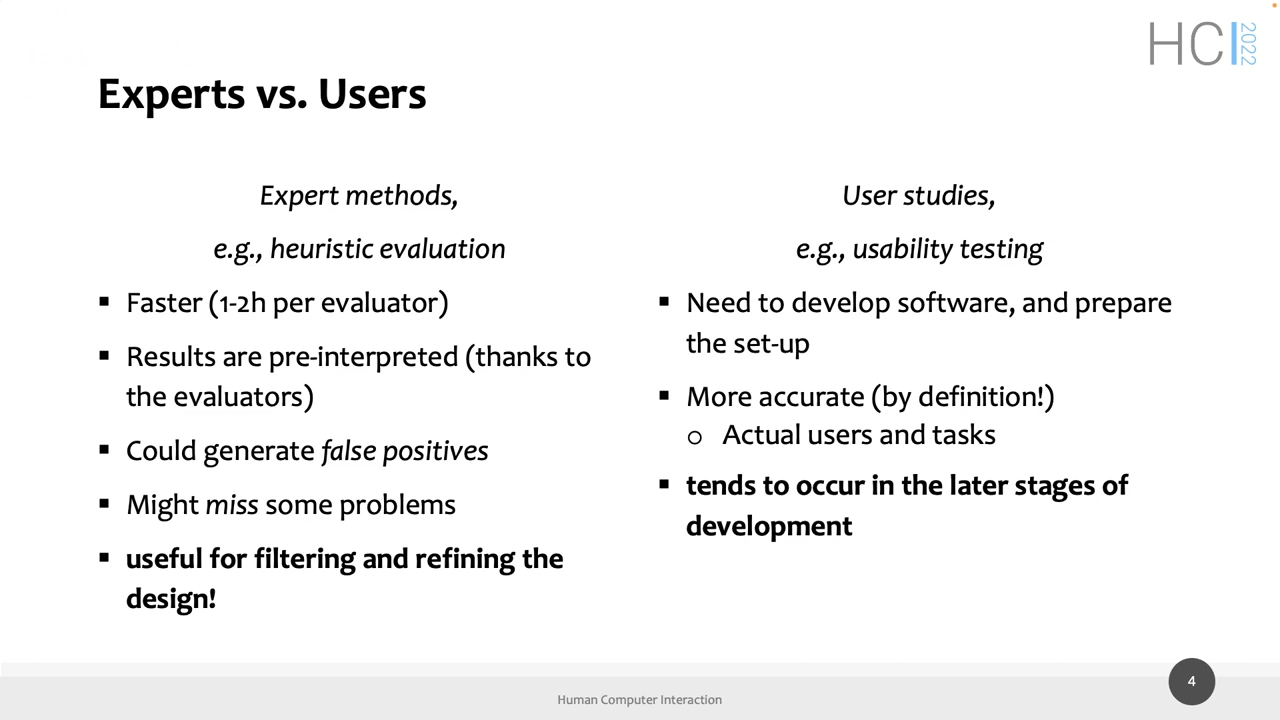 HCI 2022
Experts vs. Users
Expert methods,
e.g., heuristic evaluation
▪ Faster (1-2h per evaluator)
▪ Results are pre-interpreted (thanks to
the evaluators)
▪ Could generate false positives
▪ Might miss some problems
▪ useful for filtering and refining the
design!
User studies,
e.g., usability testing
▪ Need to develop software, and prepare
the set-up
▪ More accurate (by definition!)
o Actual users and tasks
▪ tends to occur in the later stages of
development
Human Computer Interaction
4